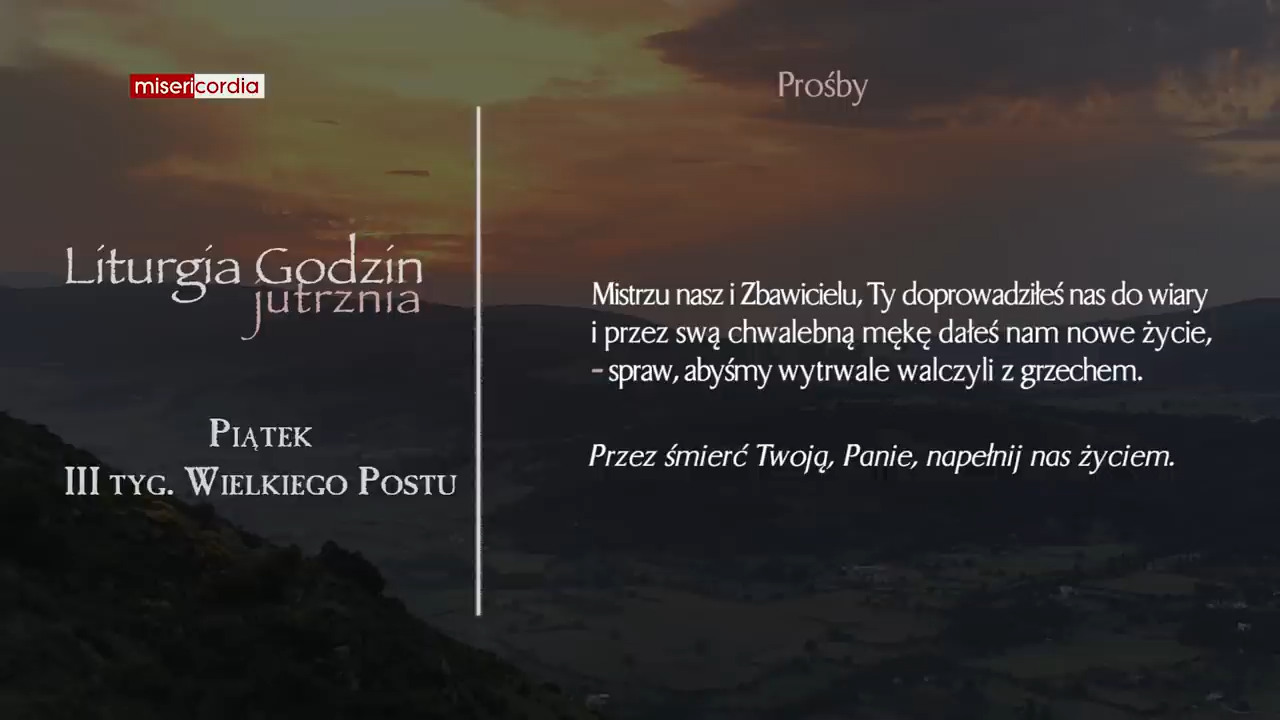 misericordia
Liturgia Godzin
jutrznia
Piątek
III tyg. Wielkiego Postu
Prośby
Mistrzu nasz i Zbawicielu, Ty doprowadziłeś nas do wiary
i przez swą chwalebną mękę dałeś nam nowe życie,
- spraw, abyśmy wytrwale walczyli z grzechem.
Przez śmierć Twoją, Panie, napełnij nas życiem.